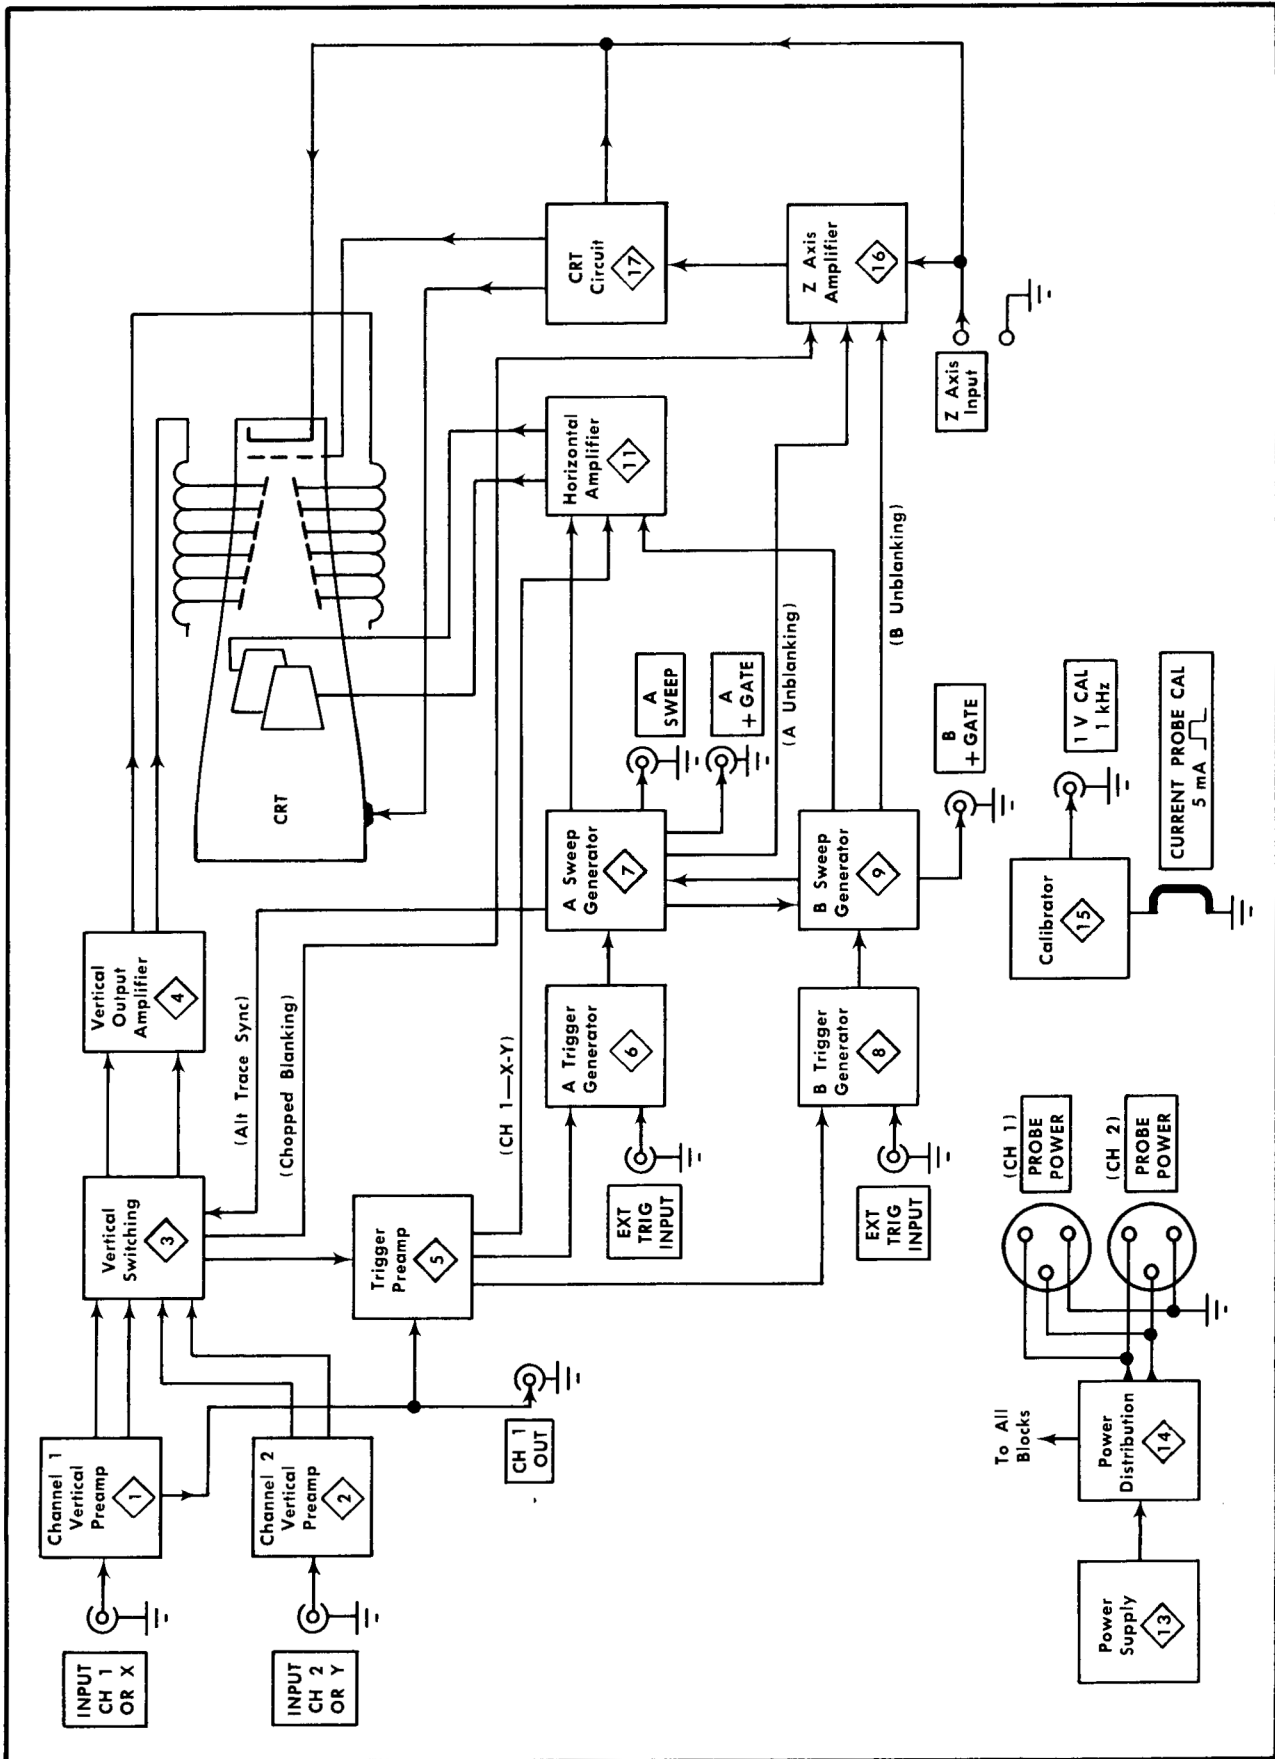 INPUT
CH 1
OR X
Channel 1
Vertical
Preamp
1
INPUT
CH 2
OR Y
Channel 2
Vertical
Preamp
2
CH 1
OUT
Vertical
Switching
3
Trigger
Preamp
5
Vertical
Output
Amplifier
4
(Alt Trace Sync)
(Chopped Blanking)
(CH 1—X-Y)
EXT
TRIG
INPUT
A Trigger
Generator
6
EXT
TRIG
INPUT
B Trigger
Generator
8
CRT
A Sweep
Generator
7
B Sweep
Generator
9
A
SWEEP
A
+ GATE
(A Unblanking)
B
+ GATE
(B Unblanking)
Horizontal
Amplifier
11
CRT
Circuit
17
Z Axis
Amplifier
16
Z Axis
Input
Power
Supply
13
Power
Distribution
14
To All
Blocks
(CH 1)
PROBE
POWER
(CH 2)
PROBE
POWER
Calibrator
15
1 V CAL
1 kHz
CURRENT PROBE CAL
5 mA